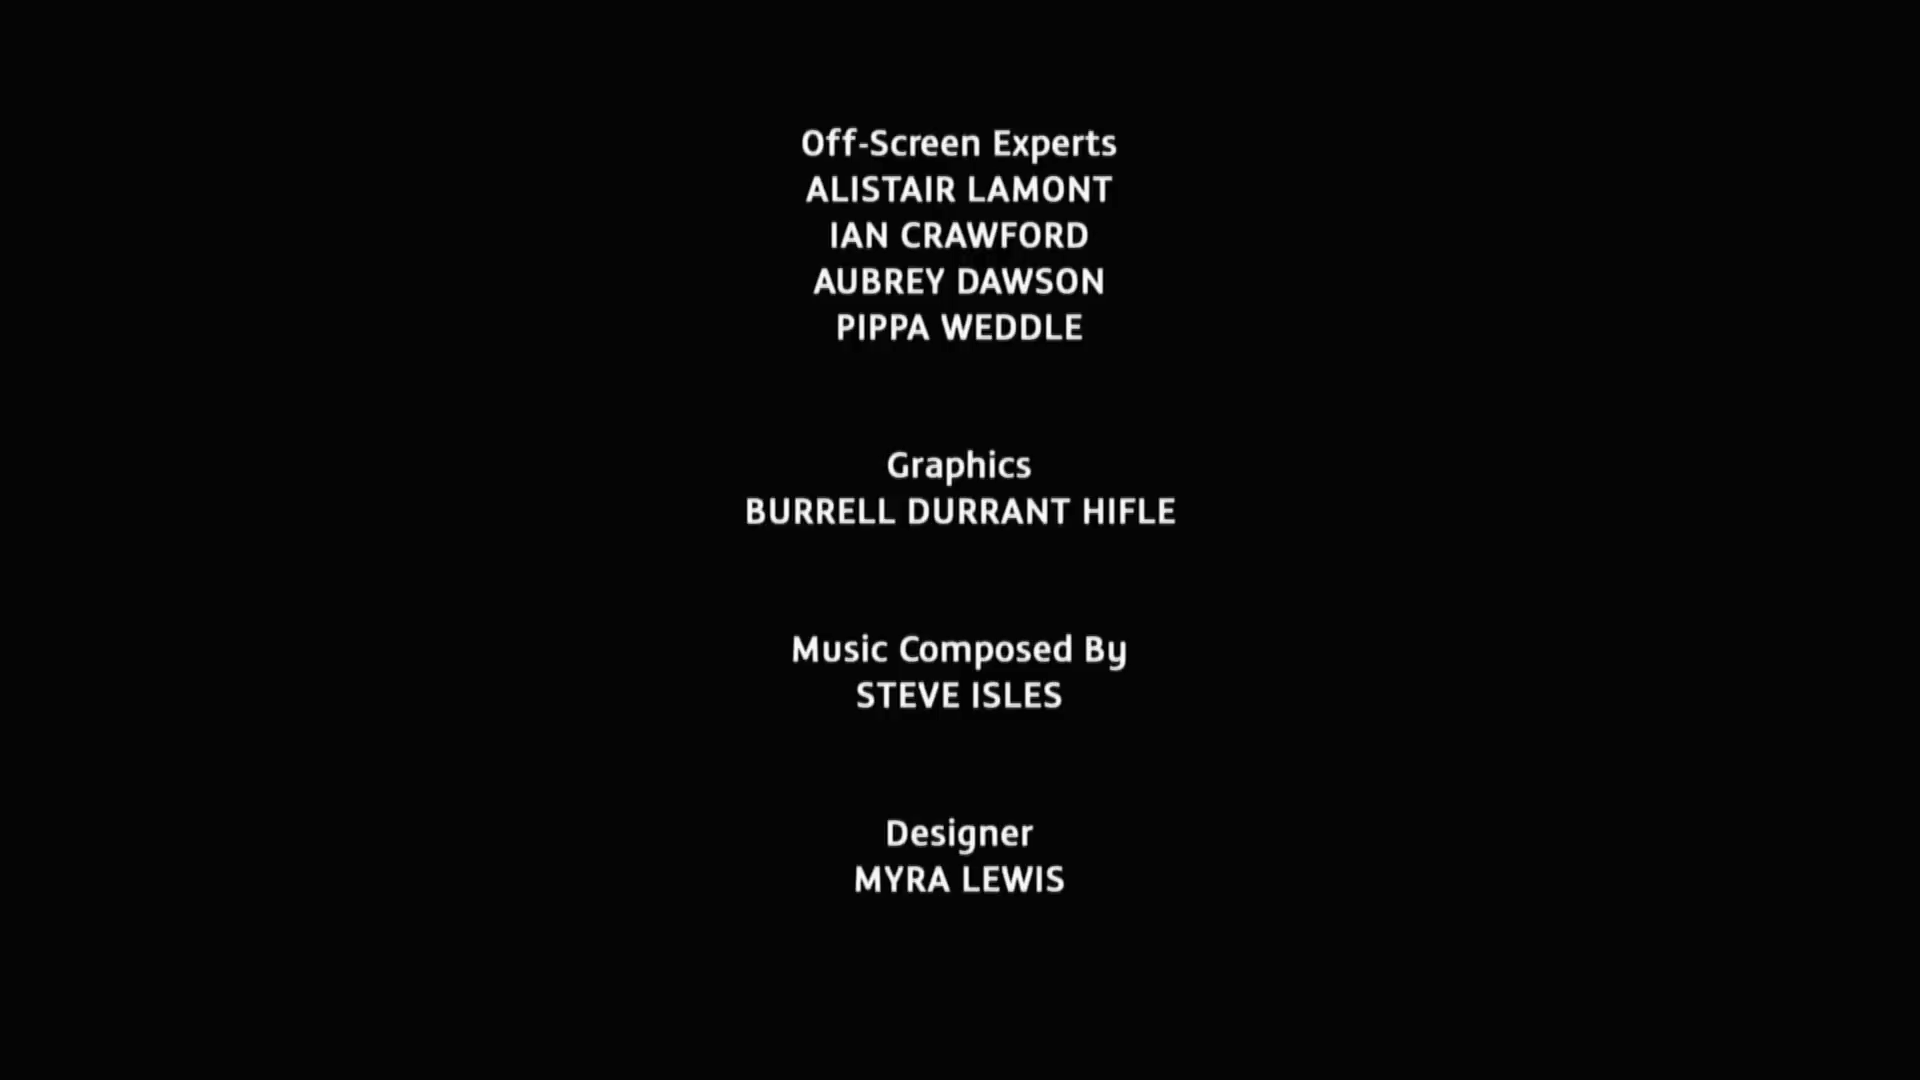 Off-Screen Experts
ALISTAIR LAMONT
IAN CRAWFORD
AUBREY DAWSON
PIPPA WEDDLE
Graphics
BURRELL DURRANT HIFLE
Music Composed By
STEVE ISLES
Designer
MYRA LEWIS